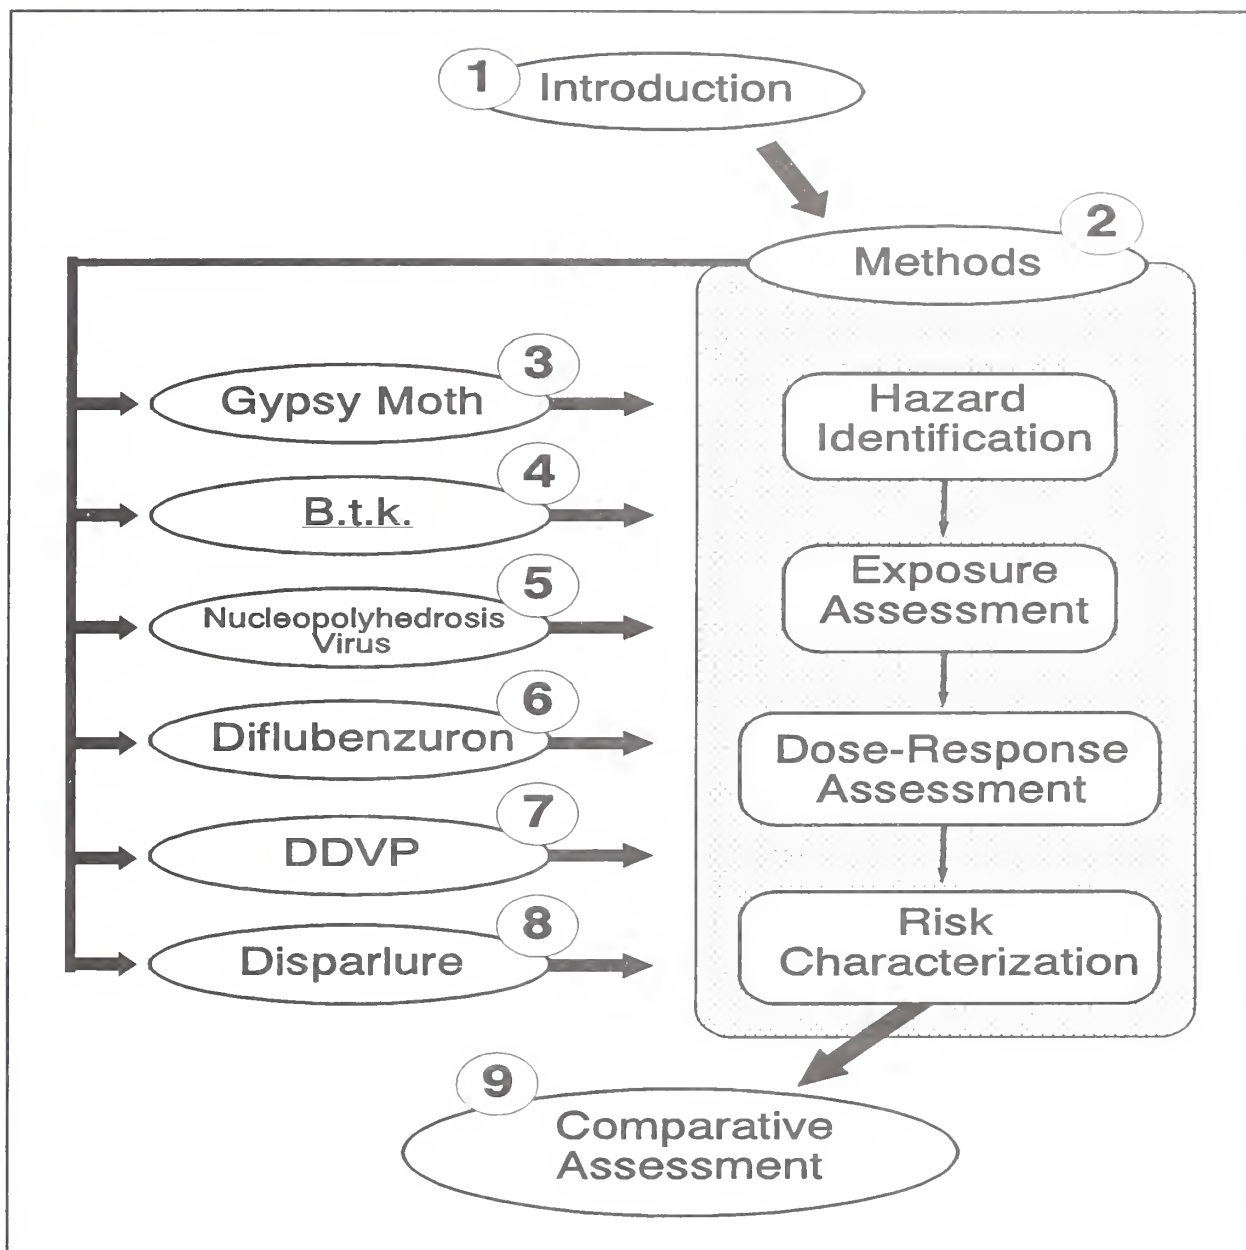 1
Introduction
2
Methods
3
Gypsy Moth
4
B.t.k.
5
Nucleopolyhedrosis
Virus
6
Diflubenzuron
7
DDVP
8
Disparlure
Hazard
Identification
Exposure
Assessment
Dose-Response
Assessment
Risk
Characterization
9
Comparative
Assessment